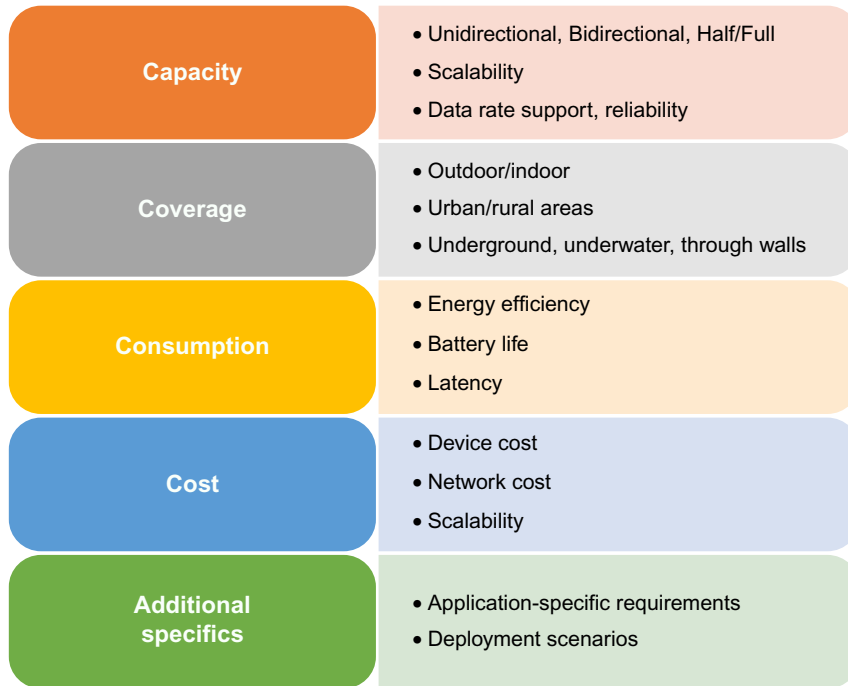 Capacity
• Unidirectional, Bidirectional, Half/Full
• Scalability
• Data rate support, reliability
Coverage
• Outdoor/indoor
• Urban/rural areas
• Underground, underwater, through walls
Consumption
• Energy efficiency
• Battery life
• Latency
Cost
• Device cost
• Network cost
• Scalability
Additional
specifics
• Application-specific requirements
• Deployment scenarios